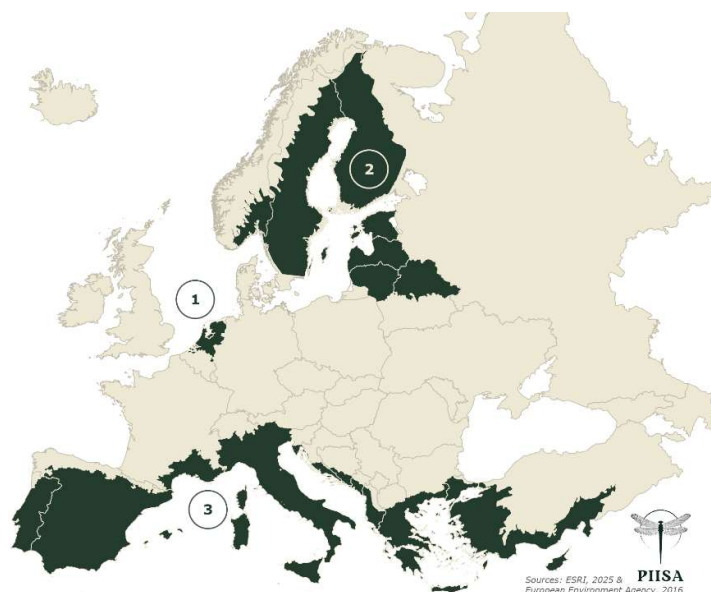 2
1
3
PIISA
Sources: ESRI, 2025 &
European Environment Agency, 2016